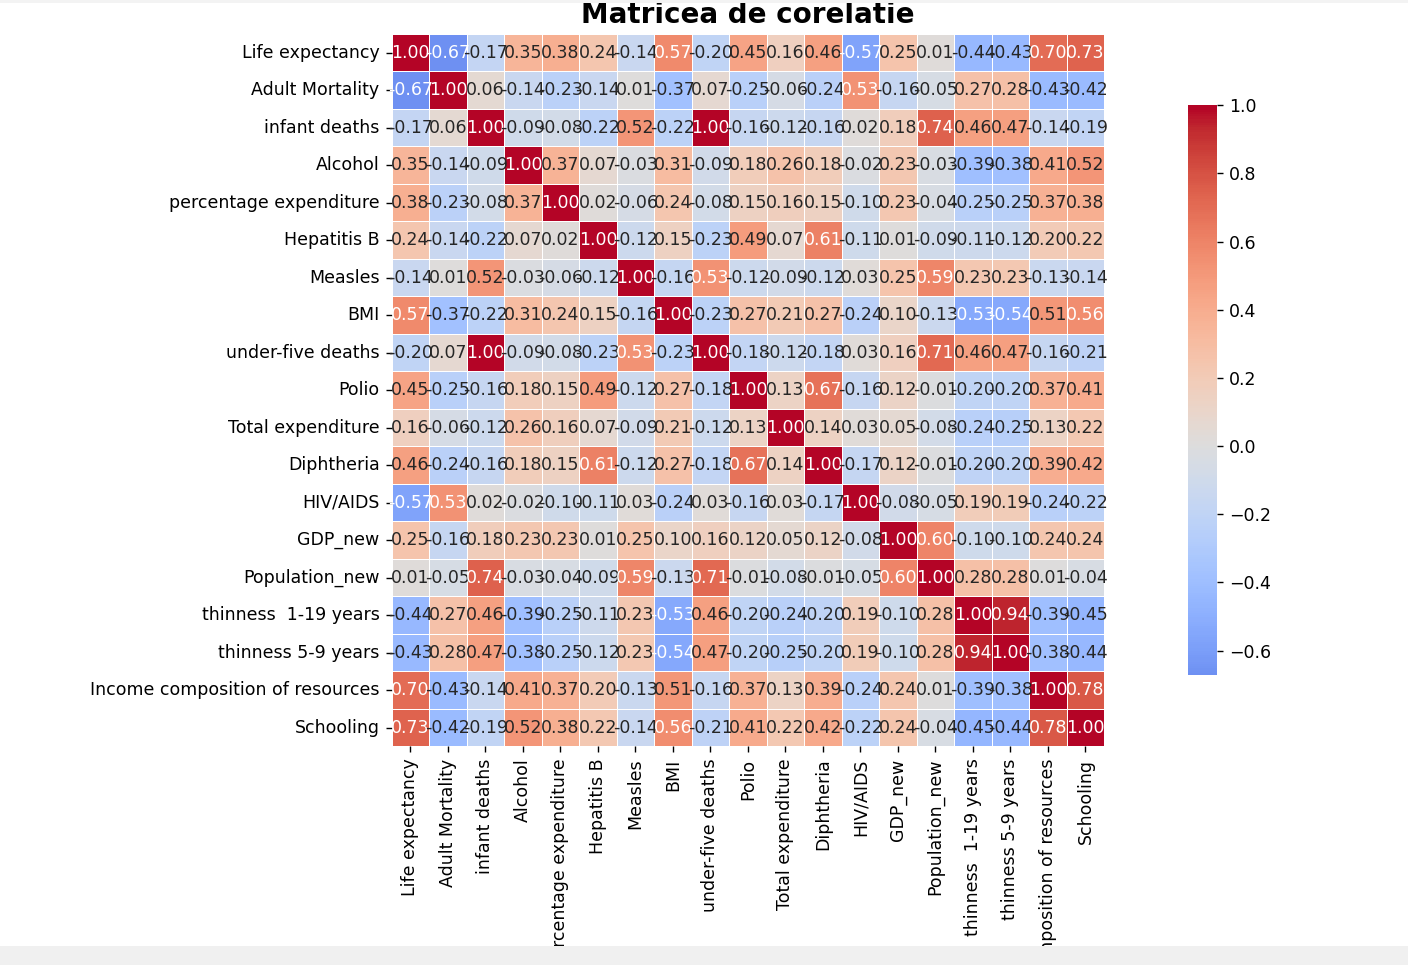 Matricea de corelatie
Life expectancy 1.00 -0.67 -0.17 0.35 0.38 0.24 -0.14 0.57 -0.20 0.45 0.16 0.46 -0.57 0.25 -0.01 -0.44 -0.43 0.70 0.73
Adult Mortality -0.67 1.00 0.06 -0.14 -0.23 -0.14 0.01 -0.37 0.07 -0.25 -0.06 -0.24 0.53 -0.16 -0.05 0.27 0.28 -0.43 -0.42
infant deaths -0.17 0.06 1.00 -0.09 -0.08 -0.22 0.52 -0.22 1.00 -0.16 -0.12 -0.16 0.02 0.18 0.74 0.46 0.47 -0.14 -0.19
Alcohol 0.35 -0.14 -0.09 1.00 0.37 0.07 -0.03 0.31 -0.09 0.18 0.26 0.18 -0.02 0.23 -0.03 -0.39 -0.38 0.41 0.52
percentage expenditure 0.38 -0.23 -0.08 0.37 1.00 0.02 -0.06 0.24 -0.08 0.15 0.16 0.15 -0.10 0.23 -0.04 -0.25 -0.25 0.37 0.38
Hepatitis B 0.24 -0.14 -0.22 0.07 0.02 1.00 -0.12 0.15 -0.23 0.49 0.07 0.61 -0.11 0.01 -0.09 -0.11 -0.12 0.20 0.22
Measles -0.14 0.01 0.52 -0.03 -0.06 -0.12 1.00 -0.16 0.53 -0.12 -0.09 -0.12 0.03 0.25 0.59 0.23 0.23 -0.13 -0.14
BMI 0.57 -0.37 -0.22 0.31 0.24 0.15 -0.16 1.00 -0.23 0.27 0.21 0.27 -0.24 0.10 -0.13 -0.53 -0.54 0.51 0.56
under-five deaths -0.20 0.07 1.00 -0.09 -0.08 -0.23 0.53 -0.23 1.00 -0.18 -0.12 -0.18 0.03 0.16 0.71 0.46 0.47 -0.16 -0.21
Polio 0.45 -0.25 -0.16 0.18 0.15 0.49 -0.12 0.27 -0.18 1.00 0.13 0.67 -0.16 0.12 -0.01 -0.20 -0.20 0.37 0.41
Total expenditure 0.16 -0.06 -0.12 0.26 0.16 0.07 -0.09 0.21 -0.12 0.13 1.00 0.14 0.03 0.05 -0.08 -0.24 -0.25 0.13 0.22
Diphtheria 0.46 -0.24 -0.16 0.18 0.15 0.61 -0.12 0.27 -0.18 0.67 0.14 1.00 -0.17 0.12 -0.01 -0.20 -0.20 0.39 0.42
HIV/AIDS -0.57 0.53 0.02 -0.02 -0.10 -0.11 0.03 -0.24 0.03 -0.16 0.03 -0.17 1.00 -0.08 -0.05 0.19 0.19 -0.24 -0.22
GDP_new 0.25 -0.16 0.18 0.23 0.23 0.01 0.25 0.10 0.16 0.12 0.05 0.12 -0.08 1.00 0.60 -0.10 -0.10 0.24 0.24
Population_new -0.01 -0.05 0.74 -0.03 -0.04 -0.09 0.59 -0.13 0.71 -0.01 -0.08 -0.01 -0.05 0.60 1.00 0.28 0.28 0.01 -0.04
thinness  1-19 years -0.44 0.27 0.46 -0.39 -0.25 -0.11 0.23 -0.53 0.46 -0.20 -0.24 -0.20 0.19 -0.10 0.28 1.00 0.94 -0.39 -0.45
thinness 5-9 years -0.43 0.28 0.47 -0.38 -0.25 -0.12 0.23 -0.54 0.47 -0.20 -0.25 -0.20 0.19 -0.10 0.28 0.94 1.00 -0.38 -0.44
Income composition of resources 0.70 -0.43 -0.14 0.41 0.37 0.20 -0.13 0.51 -0.16 0.37 0.13 0.39 -0.24 0.24 0.01 -0.39 -0.38 1.00 0.78
Schooling 0.73 -0.42 -0.19 0.52 0.38 0.22 -0.14 0.56 -0.21 0.41 0.22 0.42 -0.22 0.24 -0.04 -0.45 -0.44 0.78 1.00
Life expectancy
Adult Mortality
infant deaths
Alcohol
rcentage expenditure
Hepatitis B
Measles
BMI
under-five deaths
Polio
Total expenditure
Diphtheria
HIV/AIDS
GDP_new
Population_new
thinness  1-19 years
thinness 5-9 years
position of resources
Schooling
1.0
0.8
0.6
0.4
0.2
0.0
−0.2
−0.4
−0.6